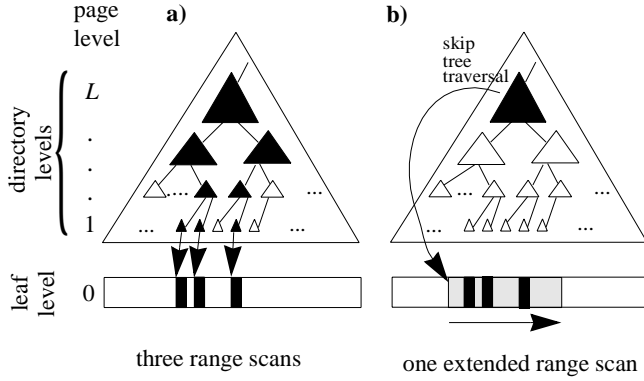 page
level
a)
b)
skip
tree
traversal
directory
levels
L
.
.
.
1
...
...
...
...
...
...
...
...
leaf
level
0
three range scans
one extended range scan